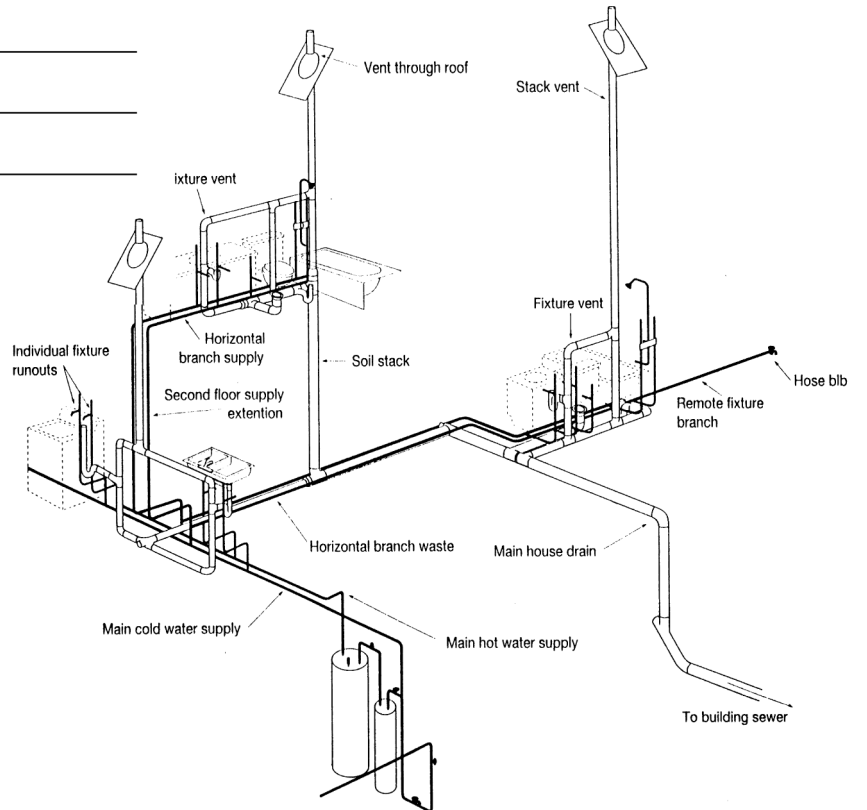 Vent through roof
Stack vent
ixture vent
Fixture vent
Horizontal
branch supply
Soil stack
Individual fixture
runouts
Second floor supply
extention
Hose blb
Remote fixture
branch
Horizontal branch waste
Main house drain
Main cold water supply
Main hot water supply
To building sewer